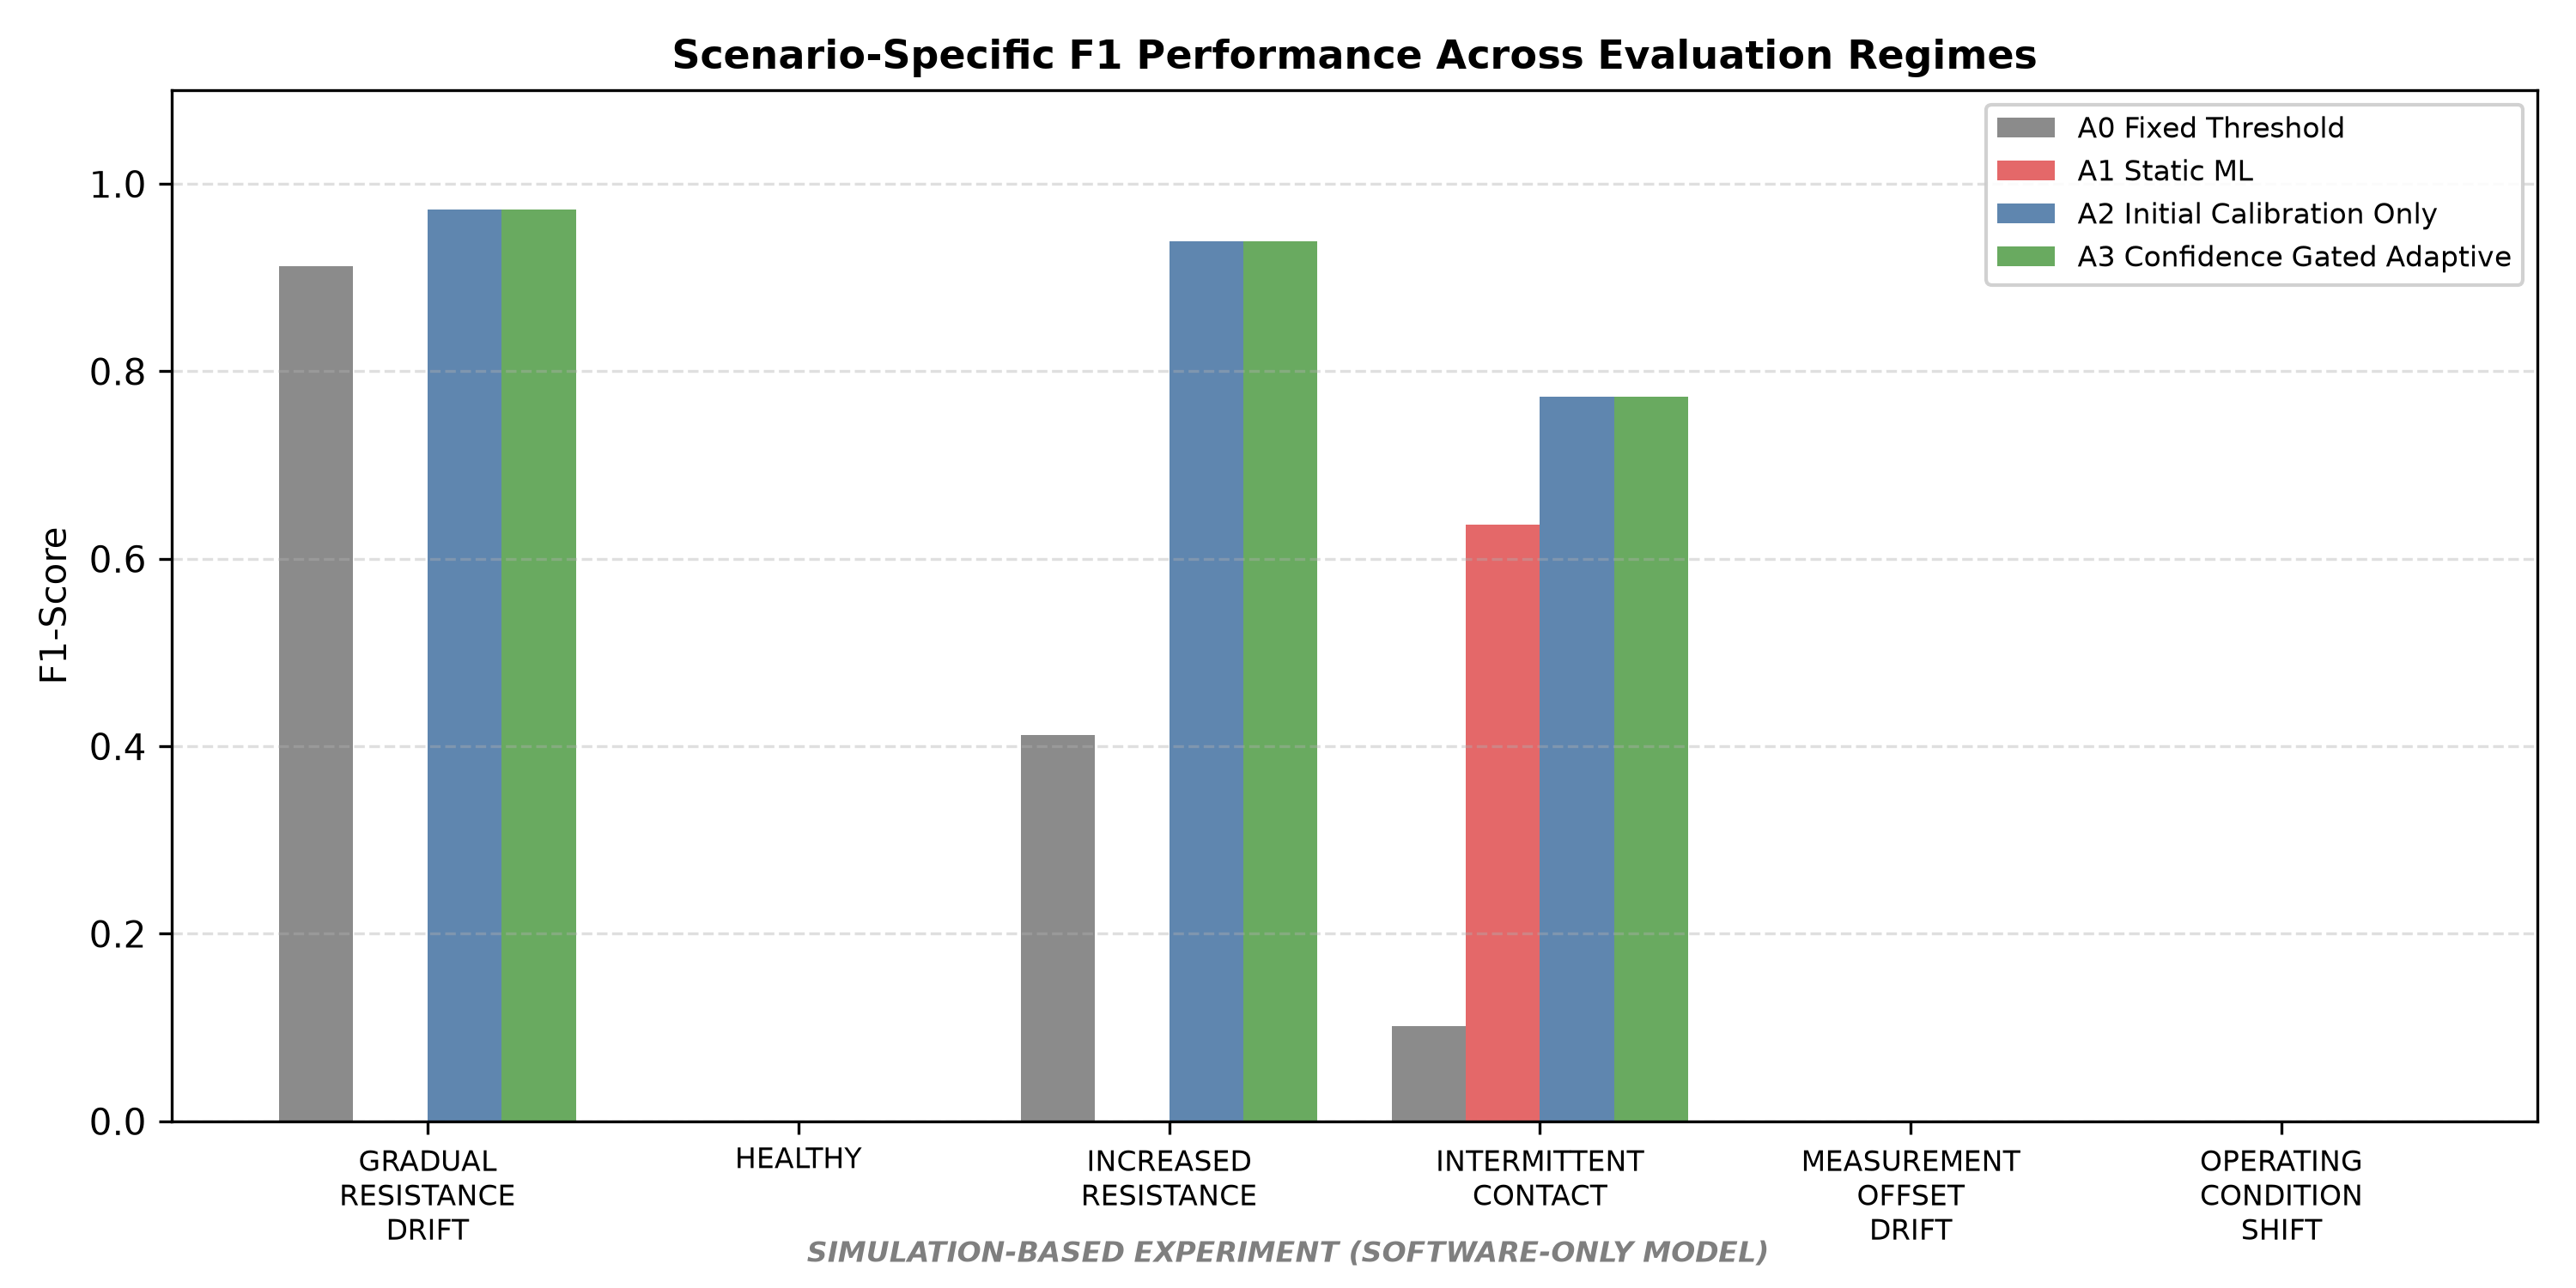 Scenario-Specific F1 Performance Across Evaluation Regimes
A0 Fixed Threshold
A1 Static ML
A2 Initial Calibration Only
A3 Confidence Gated Adaptive
F1-Score
1.0
0.8
0.6
0.4
0.2
0.0
GRADUAL
RESISTANCE
DRIFT
HEALTHY
INCREASED
RESISTANCE
INTERMITTENT
CONTACT
MEASUREMENT
OFFSET
DRIFT
OPERATING
CONDITION
SHIFT
SIMULATION-BASED EXPERIMENT (SOFTWARE-ONLY MODEL)